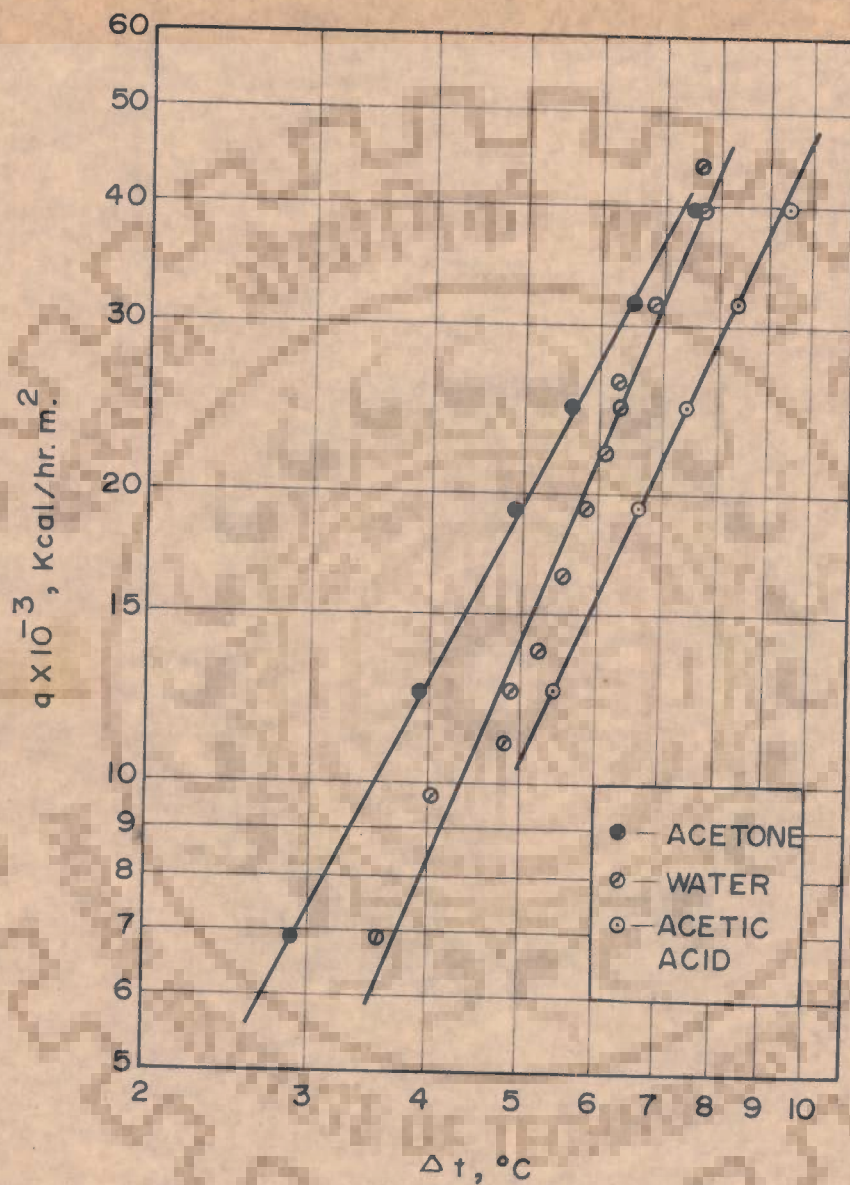 60
50
40
30
20
15
10
9
8
7
6
5
q X 10⁻³, Kcal/hr. m.²
2 3 4 5 6 7 8 9 10
Δ t, °C
ACETONE
WATER
ACETIC
ACID